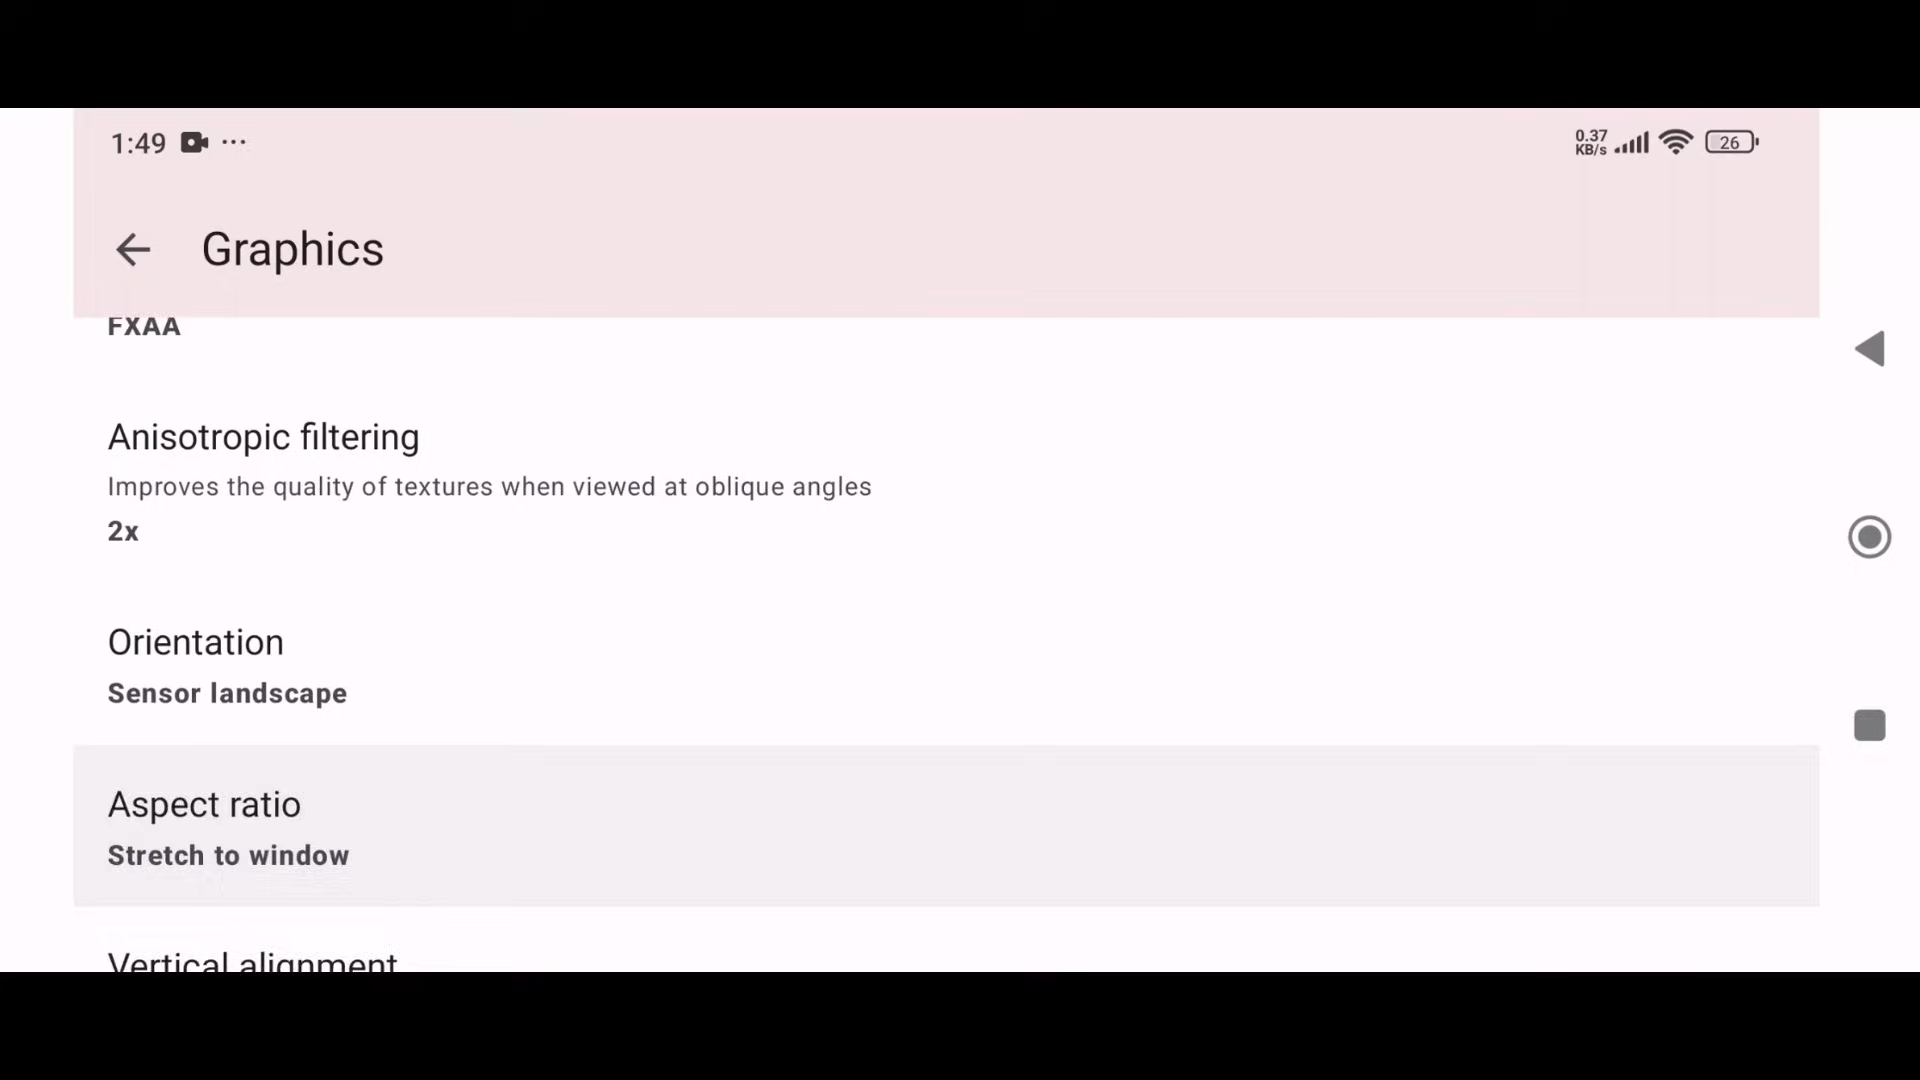 1:49 ...
0.37
KB/s
26
Graphics
FXAA
Anisotropic filtering
Improves the quality of textures when viewed at oblique angles
2x
Orientation
Sensor landscape
Aspect ratio
Stretch to window
Vertical alignment